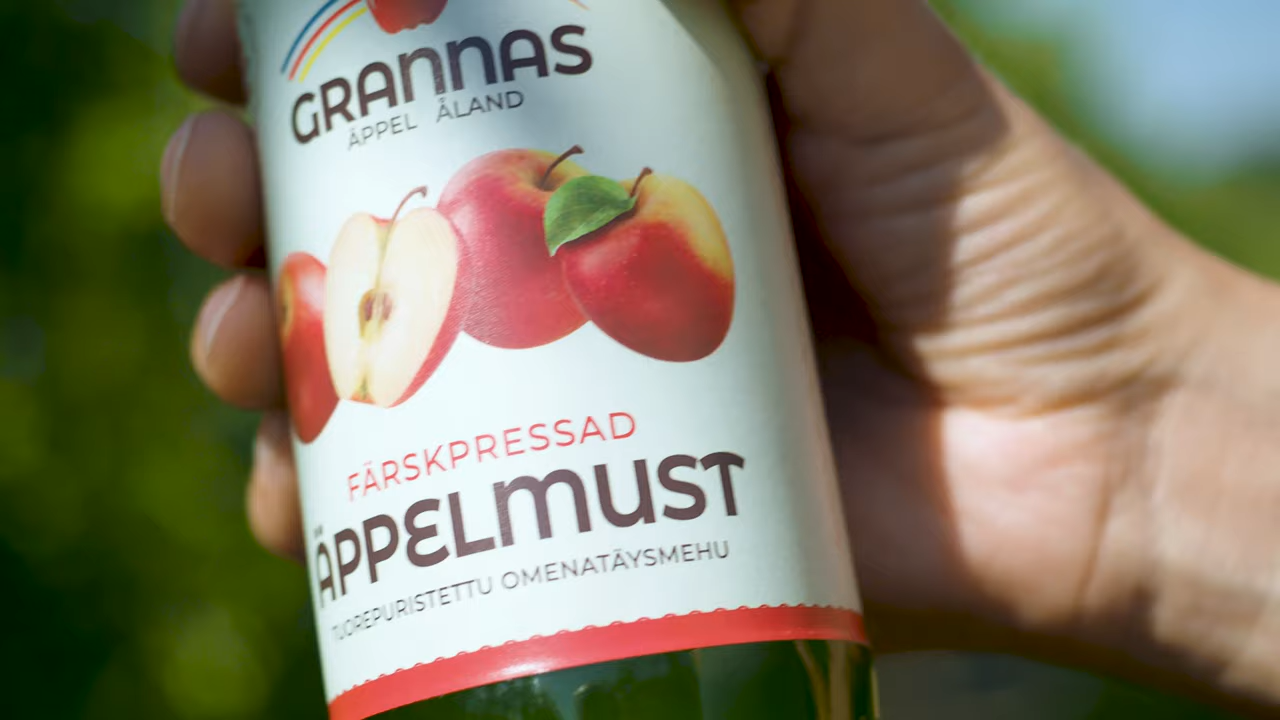 GRANNAS
ÄPPEL ÅLAND
FÄRSKPRESSAD
ÄPPELMUST
TUOREPURISTETTU OMENATÄYSMEHU